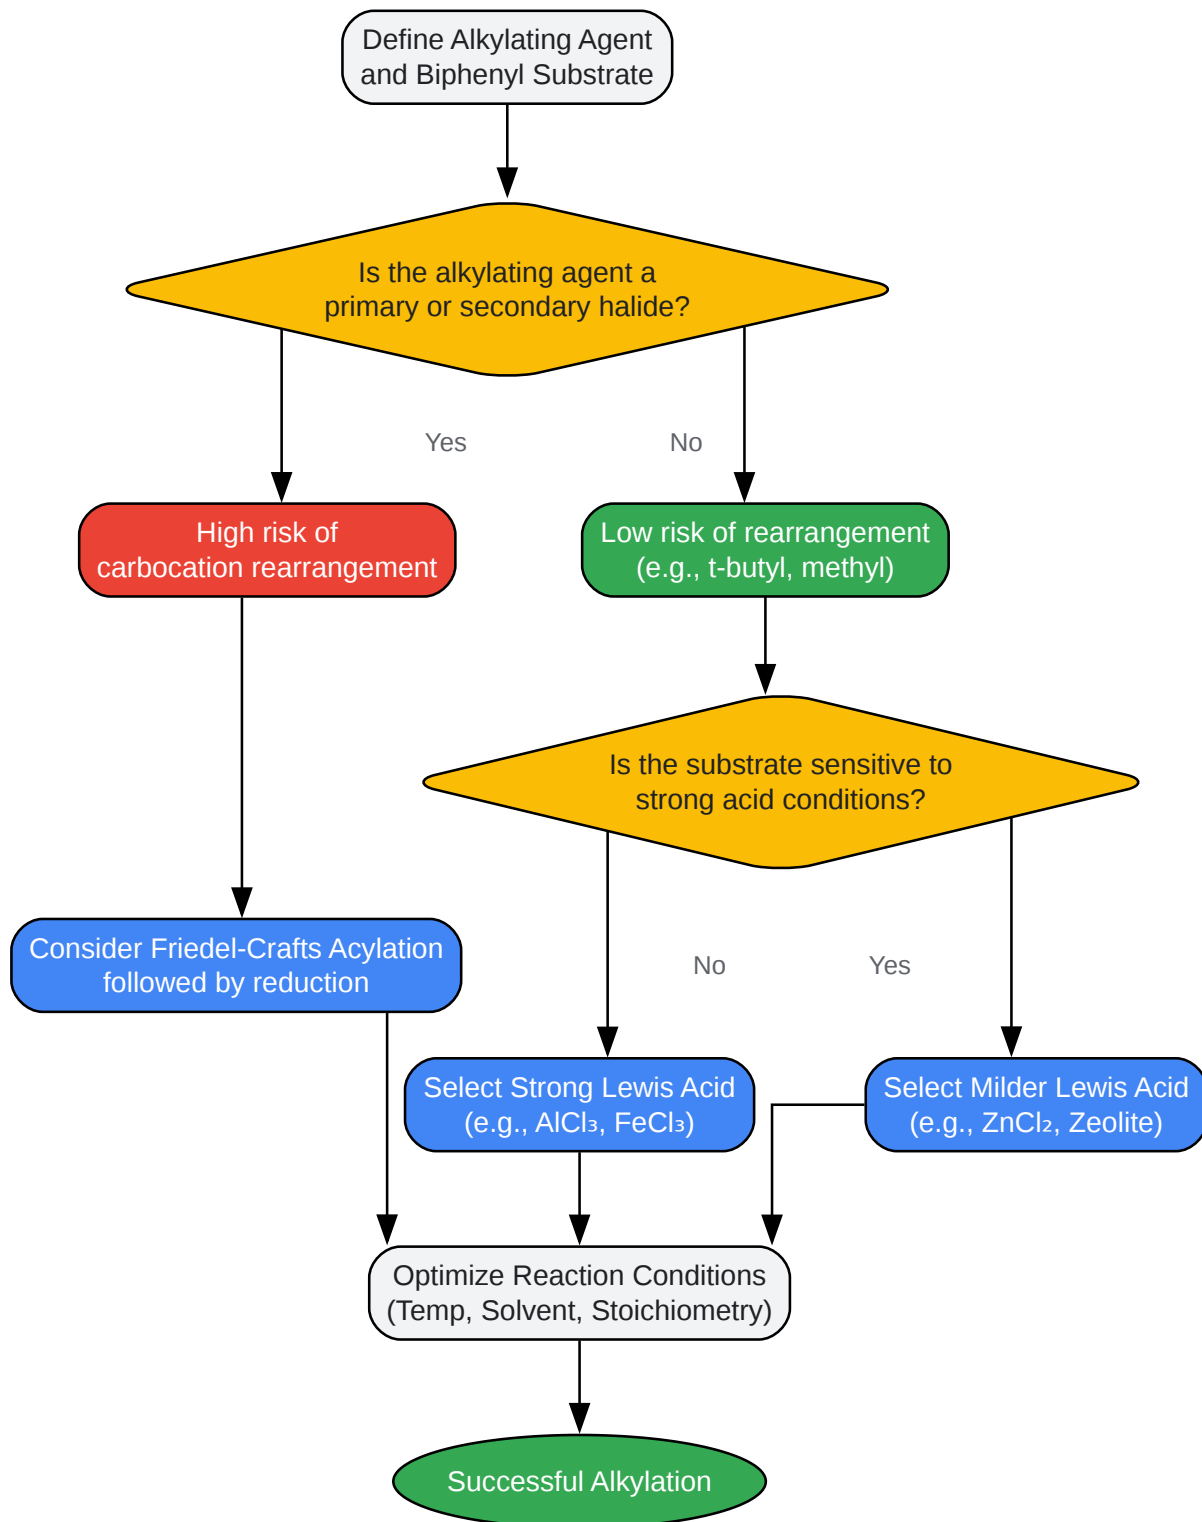 Define Alkylating Agent
and Biphenyl Substrate
Is the alkylating agent a
primary or secondary halide?
Yes
No
High risk of
carbocation rearrangement
Low risk of rearrangement
(e.g., t-butyl, methyl)
Is the substrate sensitive to
strong acid conditions?
Consider Friedel-Crafts Acylation
followed by reduction
No
Yes
Select Strong Lewis Acid
(e.g., AlCl₃, FeCl₃)
Select Milder Lewis Acid
(e.g., ZnCl₂, Zeolite)
Optimize Reaction Conditions
(Temp, Solvent, Stoichiometry)
Successful Alkylation